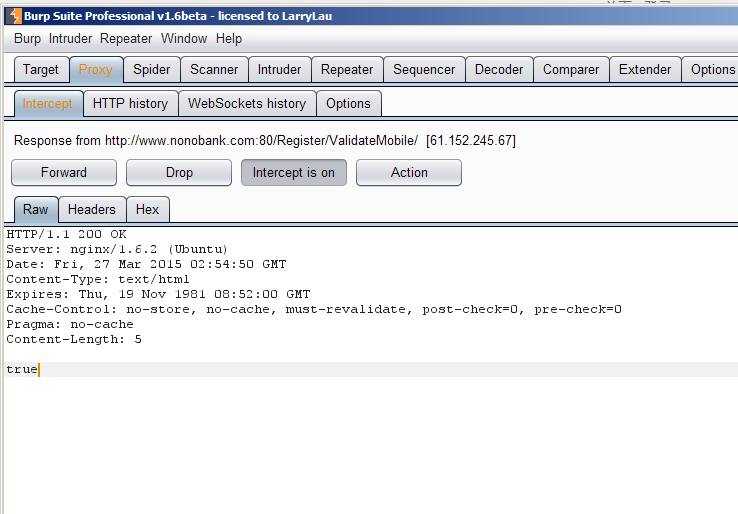 Burp Suite Professional v1.6beta - licensed to LarryLau
Burp Intruder Repeater Window Help
Target Proxy Spider Scanner Intruder Repeater Sequencer Decoder Comparer Extender Options
Intercept HTTP history WebSockets history Options
Response from http://www.nonobank.com:80/Register/ValidateMobile/ [61.152.245.67]
Forward Drop Intercept is on Action
Raw Headers Hex
HTTP/1.1 200 OK
Server: nginx/1.6.2 (Ubuntu)
Date: Fri, 27 Mar 2015 02:54:50 GMT
Content-Type: text/html
Expires: Thu, 19 Nov 1981 08:52:00 GMT
Cache-Control: no-store, no-cache, must-revalidate, post-check=0, pre-check=0
Pragma: no-cache
Content-Length: 5
true